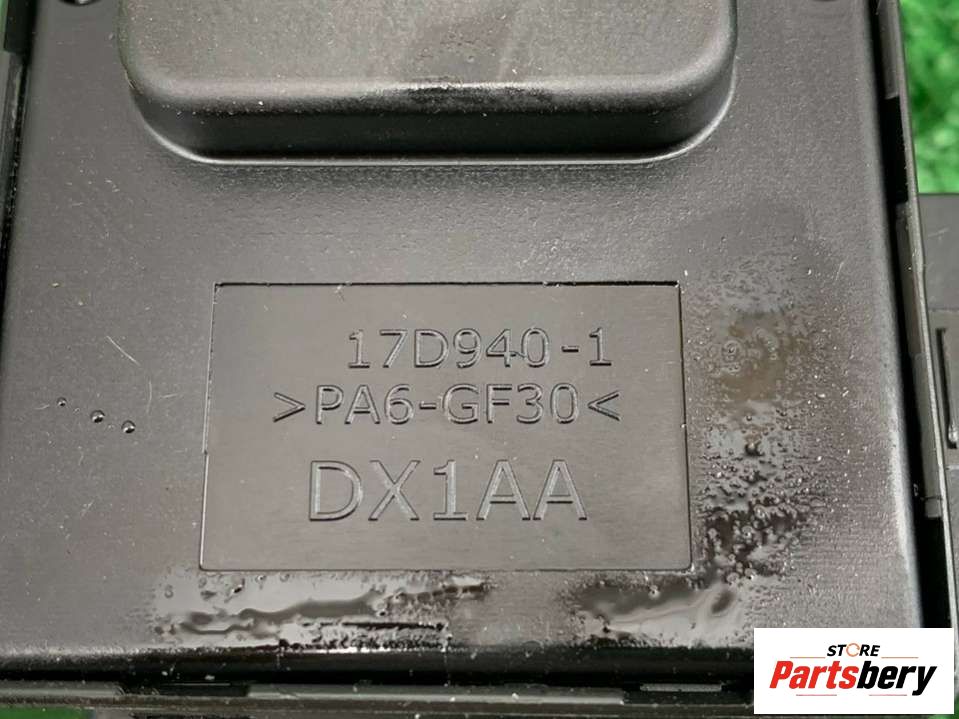 17D940-1
>PA6-GF30<
DX1AA
STORE
Partsbery